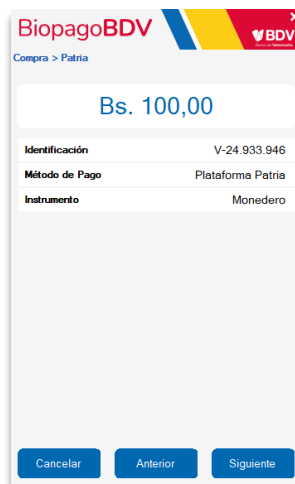 BiopagoBDV
BDV
Banco de Venezuela
Compra > Patria
Bs. 100,00
Identificación V-24.933.946
Método de Pago Plataforma Patria
Instrumento Monedero
Cancelar Anterior Siguiente